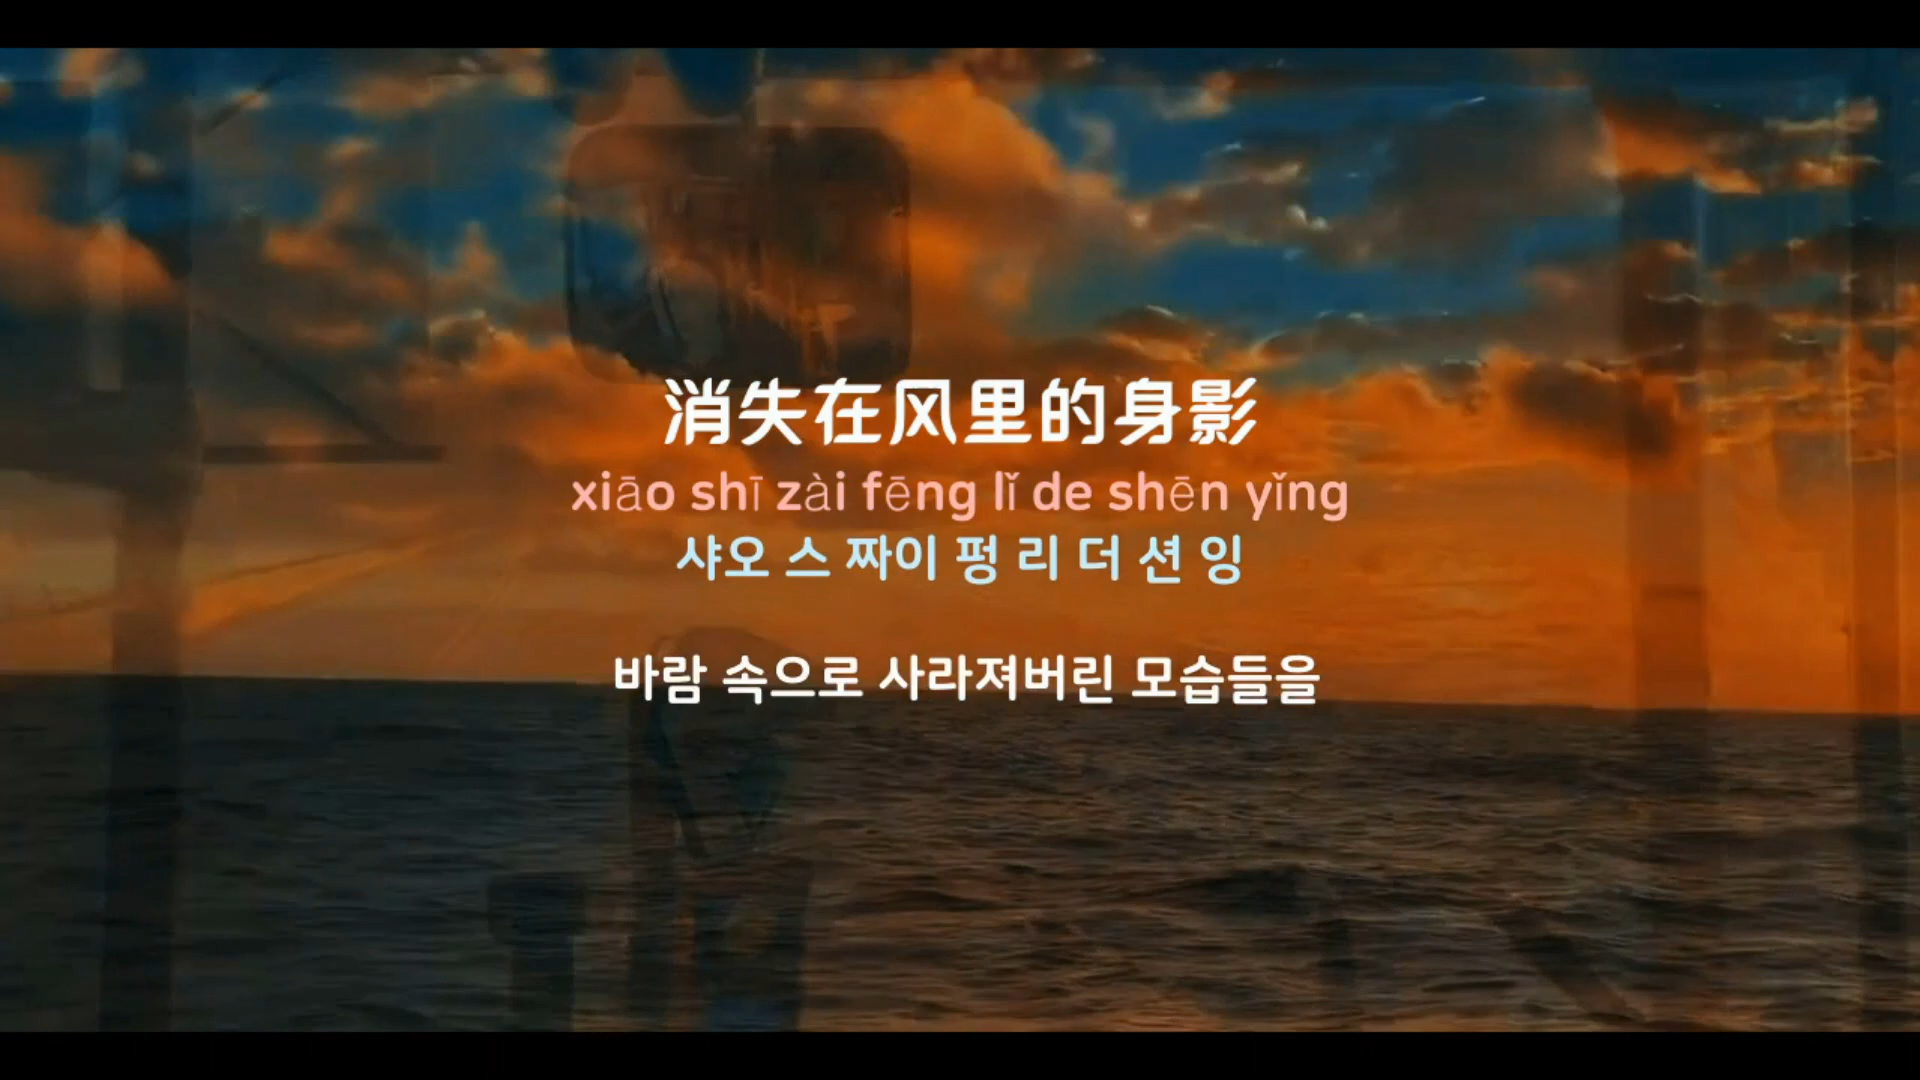 消失在风里的身影
xiāo shī zài fēng lǐ de shēn yǐng
샤오 스 짜이 펑 리 더 션 잉
바람 속으로 사라져버린 모습들을